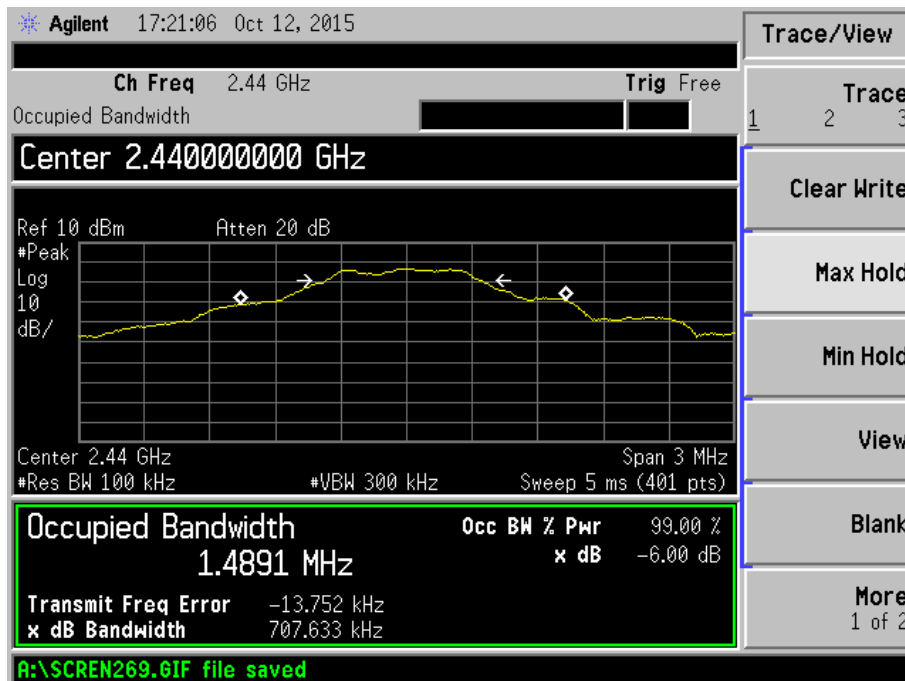 Agilent 17:21:06 Oct 12, 2015
Trace/View
Ch Freq 2.44 GHz Trig Free
Occupied Bandwidth
Trace
1 2 3
Center 2.440000000 GHz
Clear Write
Ref 10 dBm Atten 20 dB
#Peak
Log
10
dB/
Max Hold
Min Hold
View
Center 2.44 GHz Span 3 MHz
#Res BW 100 kHz #VBW 300 kHz Sweep 5 ms (401 pts)
Occupied Bandwidth
1.4891 MHz
Occ BW % Pwr 99.00 %
x dB -6.00 dB
Transmit Freq Error -13.752 kHz
x dB Bandwidth 707.633 kHz
Blank
More
1 of 2
A:\SCREN269.GIF file saved